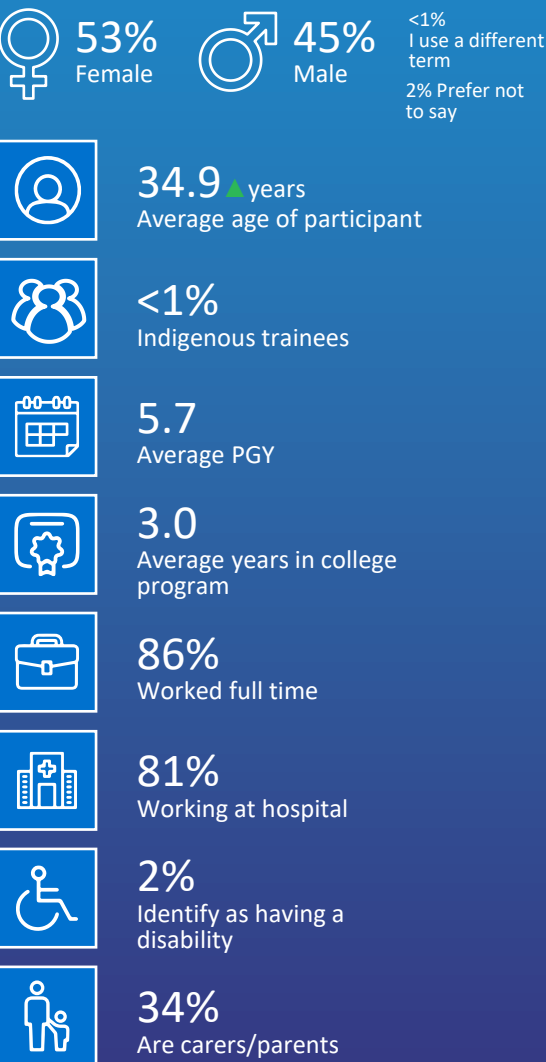 53%
Female
45%
Male
<1%
I use a different
term
2% Prefer not
to say
34.9 ▲ years
Average age of participant
<1%
Indigenous trainees
5.7
Average PGY
3.0
Average years in college
program
86%
Worked full time
81%
Working at hospital
2%
Identify as having a
disability
34%
Are carers/parents